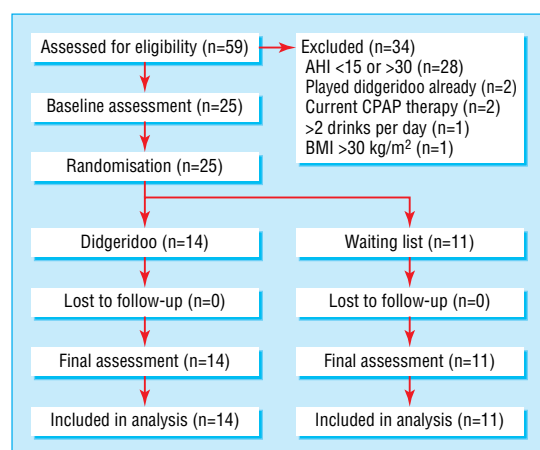 Assessed for eligibility (n=59)
Excluded (n=34)
AHI <15 or >30 (n=28)
Played didgeridoo already (n=2)
Current CPAP therapy (n=2)
>2 drinks per day (n=1)
BMI >30 kg/m² (n=1)
Baseline assessment (n=25)
Randomisation (n=25)
Didgeridoo (n=14)
Waiting list (n=11)
Lost to follow-up (n=0)
Lost to follow-up (n=0)
Final assessment (n=14)
Final assessment (n=11)
Included in analysis (n=14)
Included in analysis (n=11)